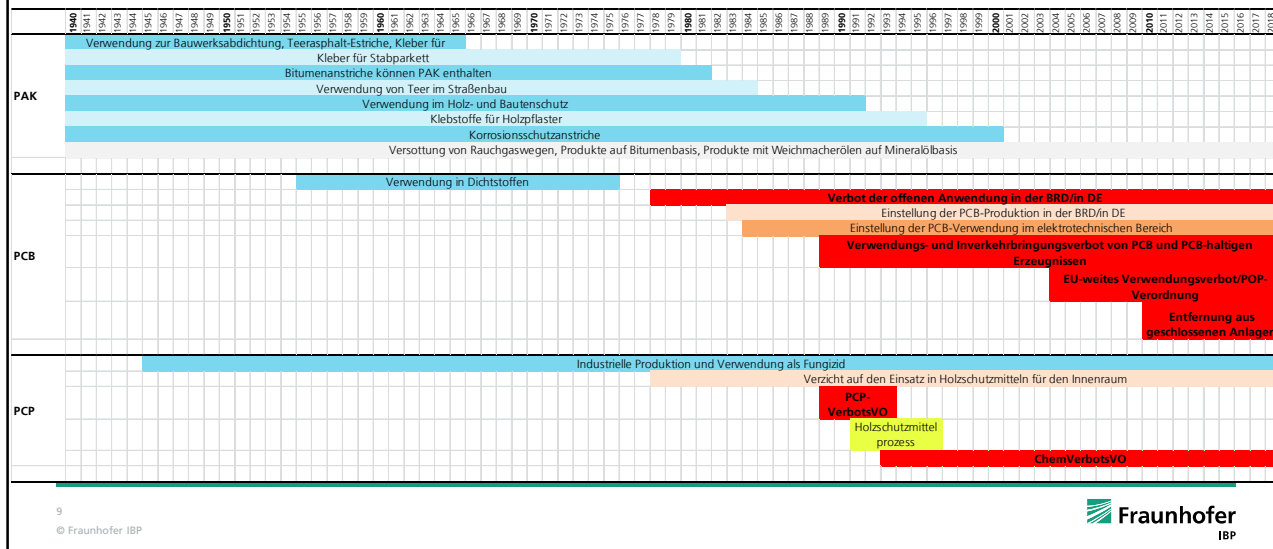 1940 1941 1942 1943 1944 1945 1946 1947 1948 1949 1950 1951 1952 1953 1954 1955 1956 1957 1958 1959 1960 1961 1962 1963 1964 1965 1966 1967 1968 1969 1970 1971 1972 1973 1974 1975 1976 1977 1978 1979 1980 1981 1982 1983 1984 1985 1986 1987 1988 1989 1990 1991 1992 1993 1994 1995 1996 1997 1998 1999 2000 2001 2002 2003 2004 2005 2006 2007 2008 2009 2010 2011 2012 2013 2014 2015 2016 2017 2018
PAK
Verwendung zur Bauwerksabdichtung, Teerasphalt-Estriche, Kleber für
Kleber für Stabparkett
Bitumenanstriche können PAK enthalten
Verwendung von Teer im Straßenbau
Verwendung im Holz- und Bautenschutz
Klebstoffe für Holzpflaster
Korrosionsschutzanstriche
Versottung von Rauchgaswegen, Produkte auf Bitumenbasis, Produkte mit Weichmacherölen auf Mineralölbasis
PCB
Verwendung in Dichtstoffen
Verbot der offenen Anwendung in der BRD/in DE
Einstellung der PCB-Produktion in der BRD/in DE
Einstellung der PCB-Verwendung im elektrotechnischen Bereich
Verwendungs- und Inverkehrbringungsverbot von PCB und PCB-haltigen
Erzeugnissen
EU-weites Verwendungsverbot/POP-
Verordnung
Entfernung aus
geschlossenen Anlagen
PCP
Industrielle Produktion und Verwendung als Fungizid
Verzicht auf den Einsatz in Holzschutzmitteln für den Innenraum
PCP-
VerbotsVO
Holzschutzmittel
prozess
ChemVerbotsVO
9
© Fraunhofer IBP
Fraunhofer
IBP